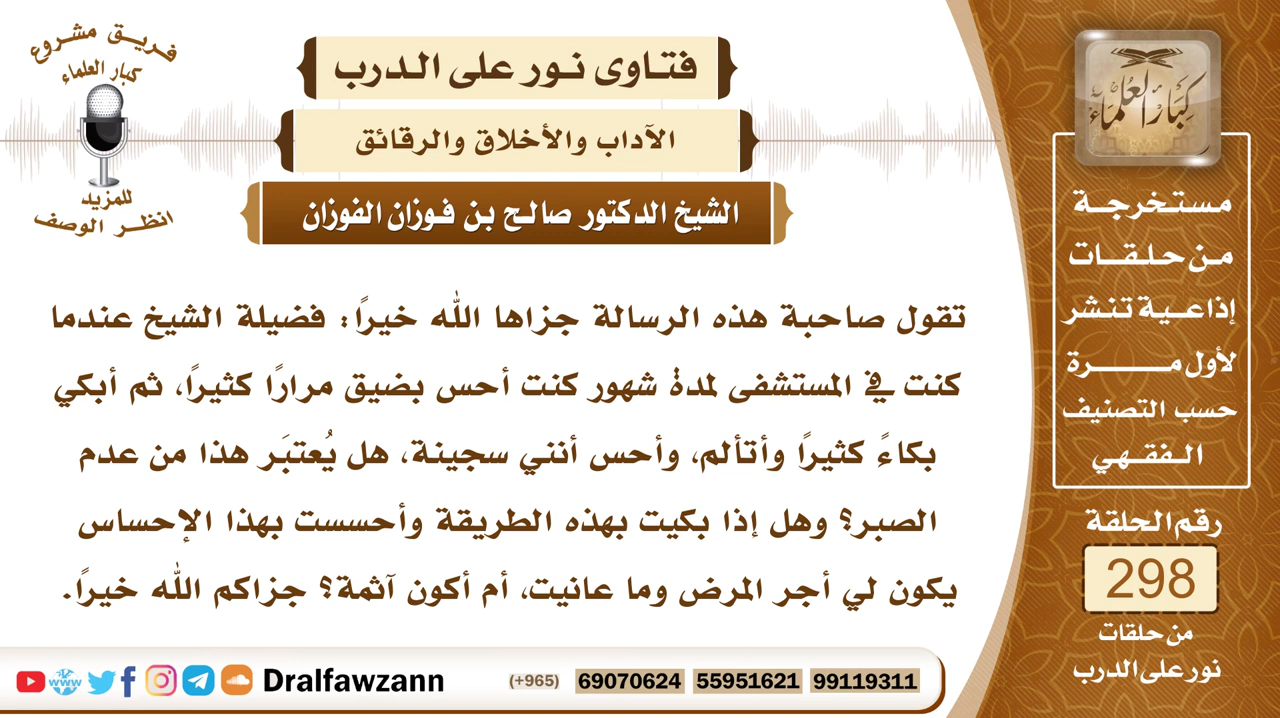 فريق مشروع
كبار العلماء
للمزيد
انظر الوصف
فتاوى نور على الدرب
الآداب والأخلاق والرقائق
الشيخ الدكتور صالح بن فوزان الفوزان
تقول صاحبة هذه الرسالة جزاها الله خيرًا: فضيلة الشيخ عندما
كنت في المستشفى لمدة شهور كنت أحس بضيق مرارًا كثيرًا، ثم أبكي
بكاءً كثيرًا وأتألم، وأحس أنني سجينة، هل يُعتبَر هذا من عدم
الصبر؟ وهل إذا بكيت بهذه الطريقة وأحسست بهذا الإحساس
يكون لي أجر المرض وما عانيت، أم أكون آثمة؟ جزاكم الله خيرًا.
كبار العلماء
مستخرجة
من حلقات
إذاعية تنشر
لأول مرة
حسب التصنيف
الفقهي
رقم الحلقة
298
من حلقات
نور على الدرب
www Dralfawzann (+965) 69070624 55951621 99119311